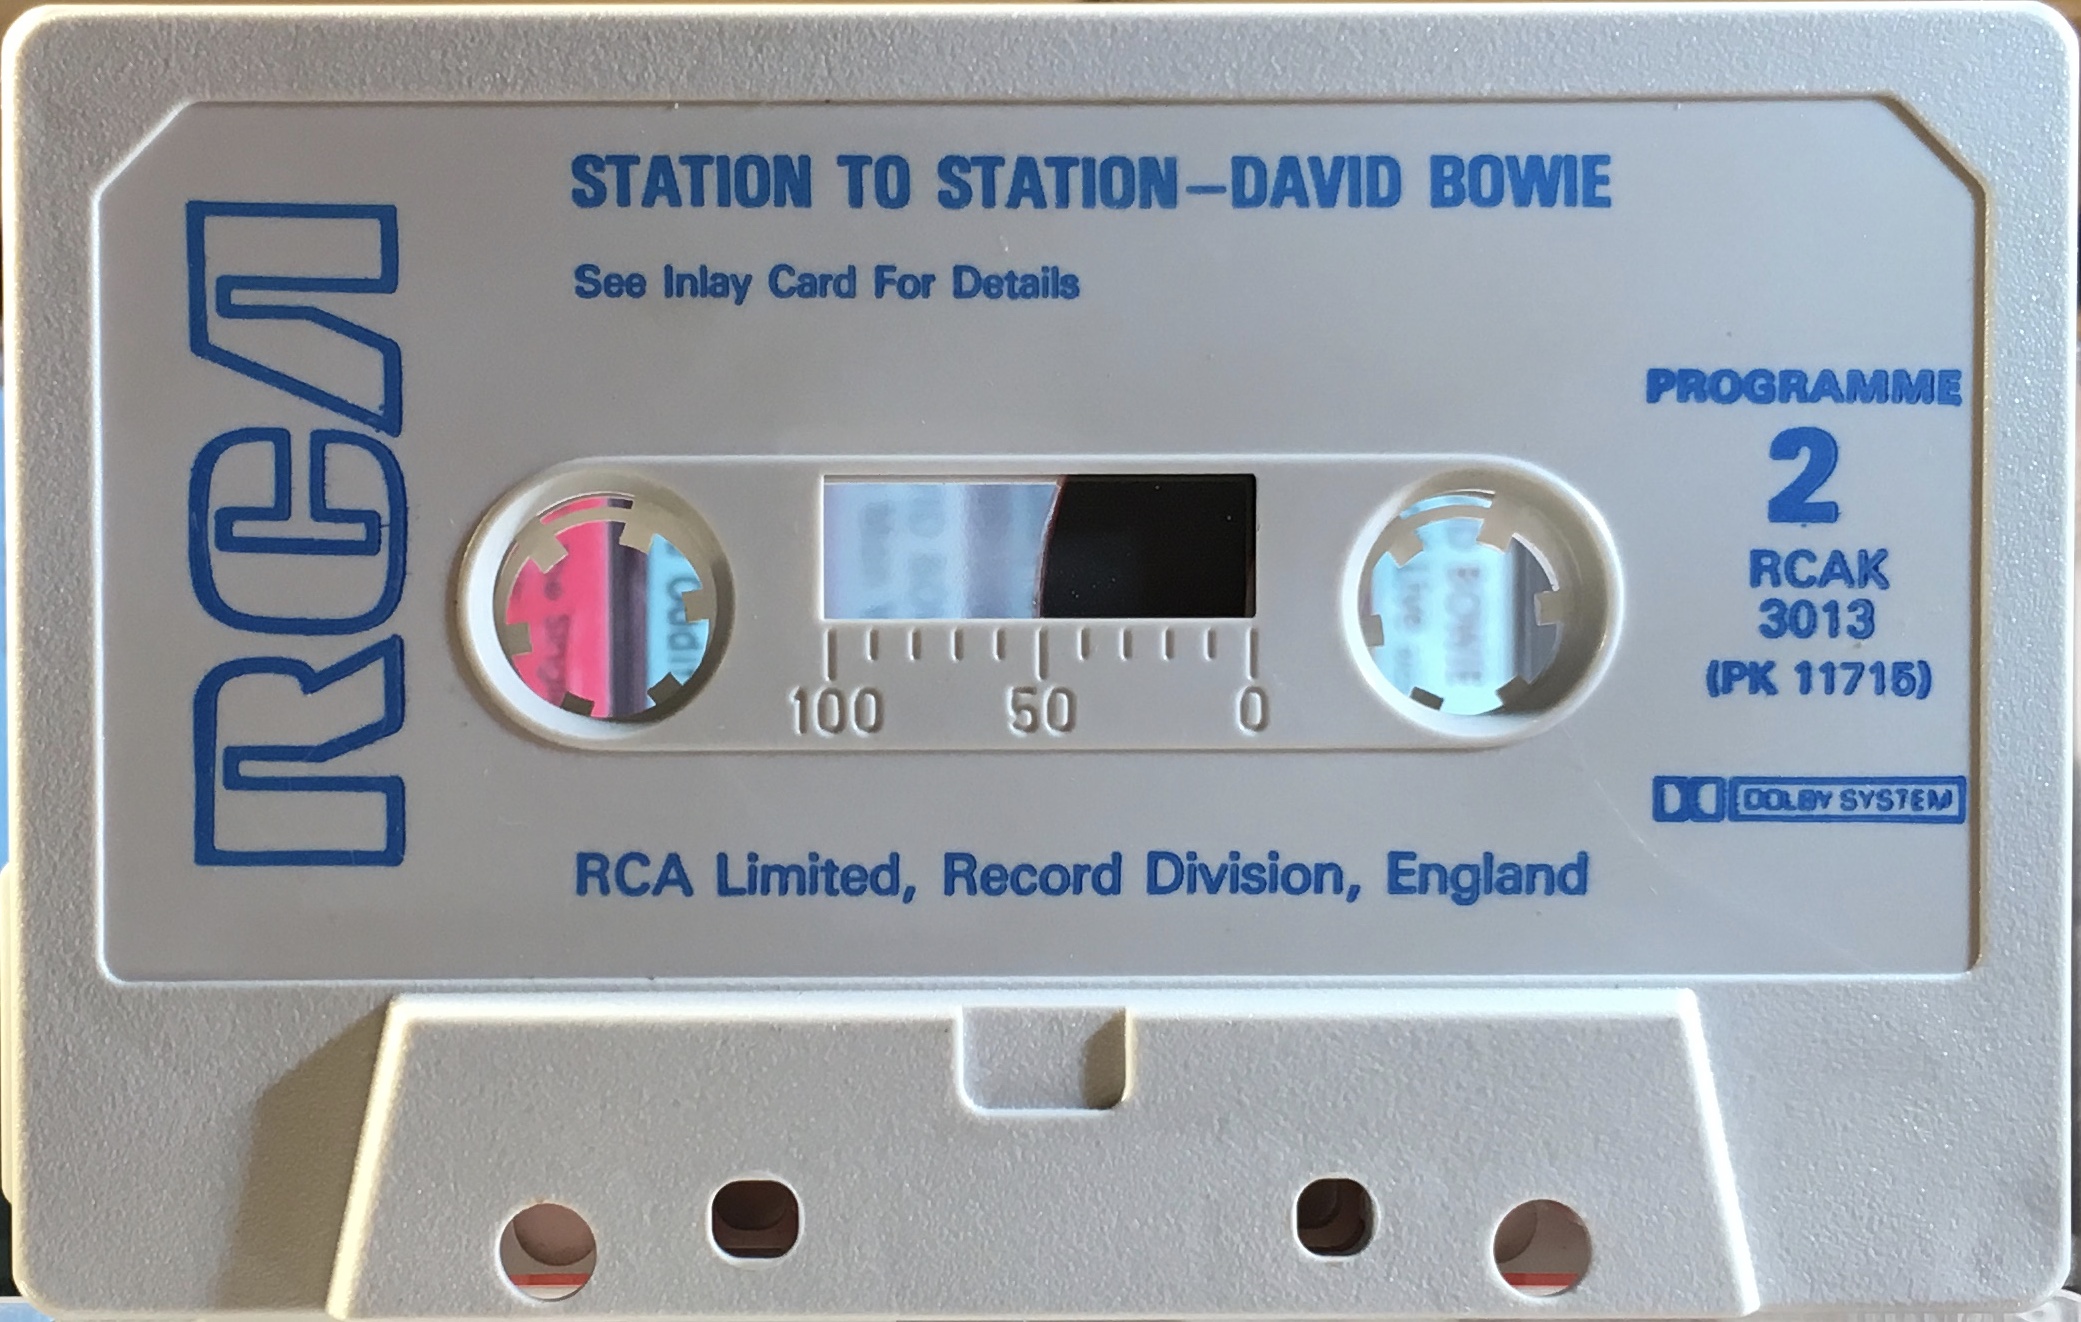 STATION TO STATION–DAVID BOWIE
See Inlay Card For Details
RCA
PROGRAMME
2
RCAK
3013
(PK 11715)
100 50 0
DOLBY SYSTEM
RCA Limited, Record Division, England